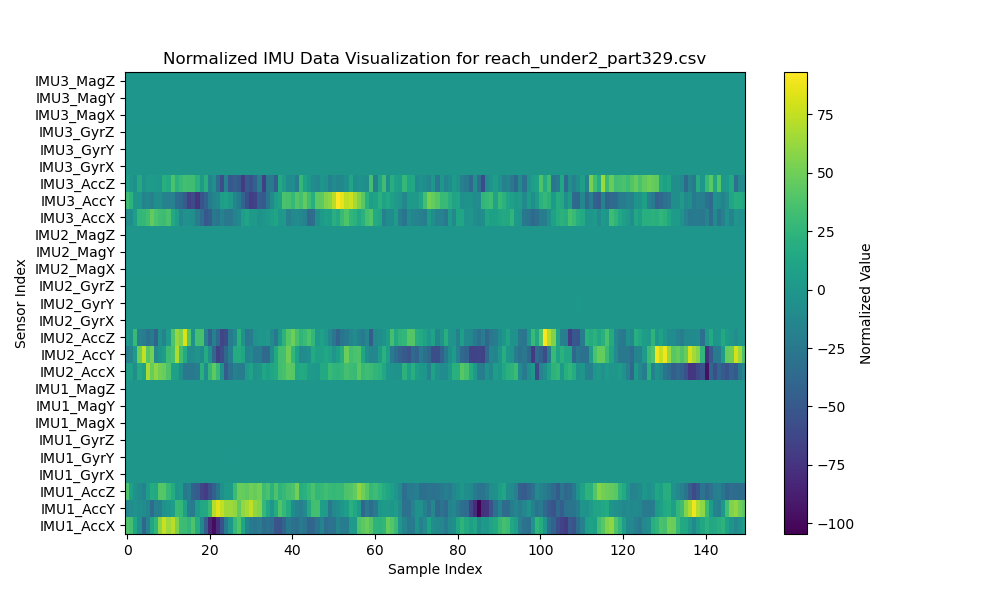 Normalized IMU Data Visualization for reach_under2_part329.csv
IMU3_MagZ
IMU3_MagY
IMU3_MagX
IMU3_GyrZ
IMU3_GyrY
IMU3_GyrX
IMU3_AccZ
IMU3_AccY
IMU3_AccX
IMU2_MagZ
IMU2_MagY
IMU2_MagX
IMU2_GyrZ
IMU2_GyrY
IMU2_GyrX
IMU2_AccZ
IMU2_AccY
IMU2_AccX
IMU1_MagZ
IMU1_MagY
IMU1_MagX
IMU1_GyrZ
IMU1_GyrY
IMU1_GyrX
IMU1_AccZ
IMU1_AccY
IMU1_AccX
Sensor Index
0 20 40 60 80 100 120 140
Sample Index
75
50
25
0
−25
−50
−75
−100
Normalized Value